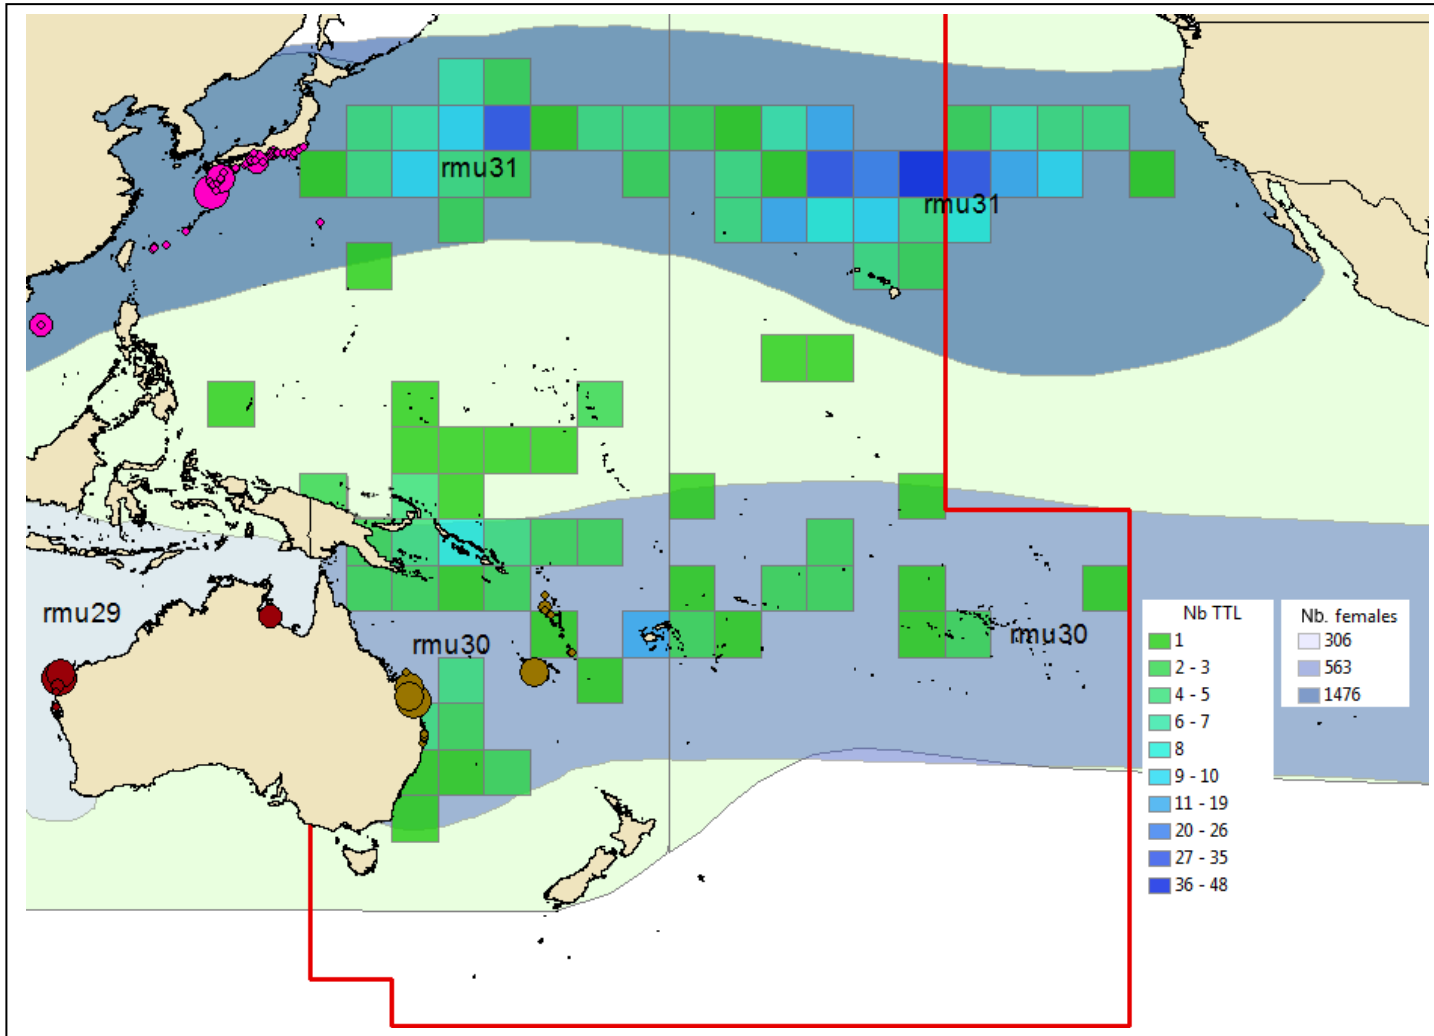 rmu31
rmu31
rmu29
rmu30
rmu30
Nb TTL
1
2 - 3
4 - 5
6 - 7
8
9 - 10
11 - 19
20 - 26
27 - 35
36 - 48
Nb. females
306
563
1476